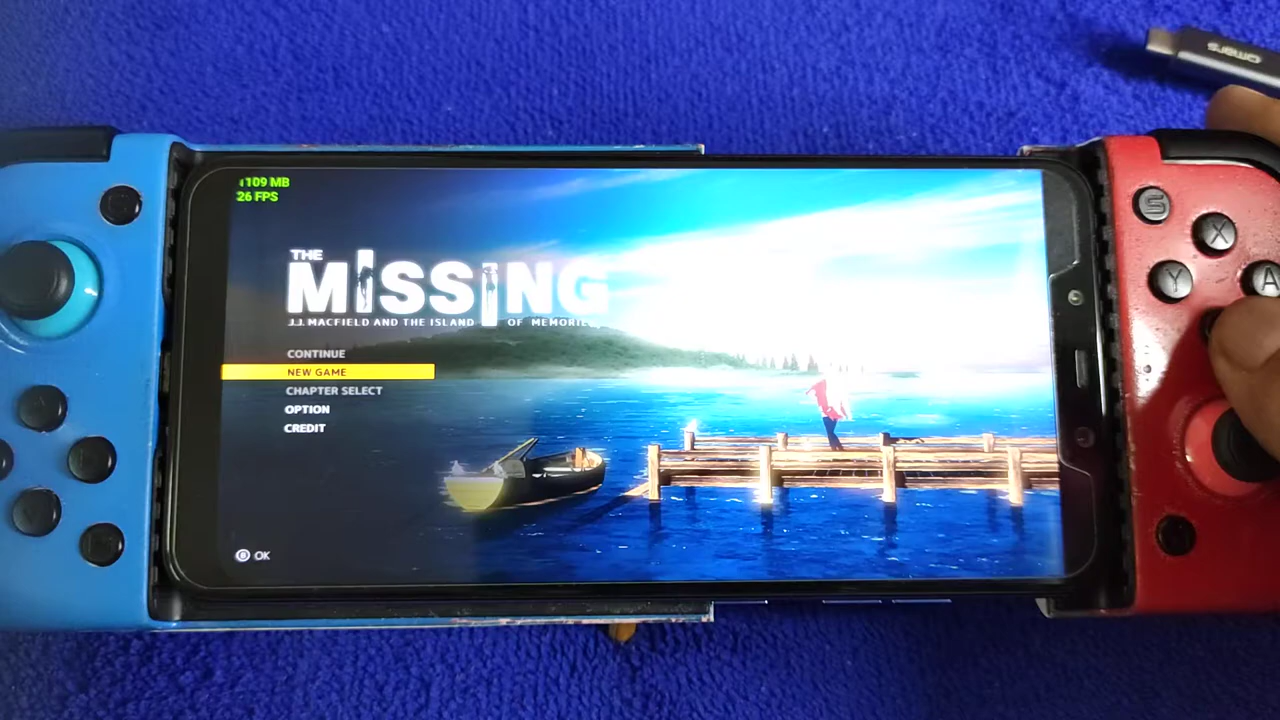 1109 MB
26 FPS
THE
MISSING
J.J. MACFIELD AND THE ISLAND OF MEMORIES
CONTINUE
NEW GAME
CHAPTER SELECT
OPTION
CREDIT
B OK
S
X
Y
A